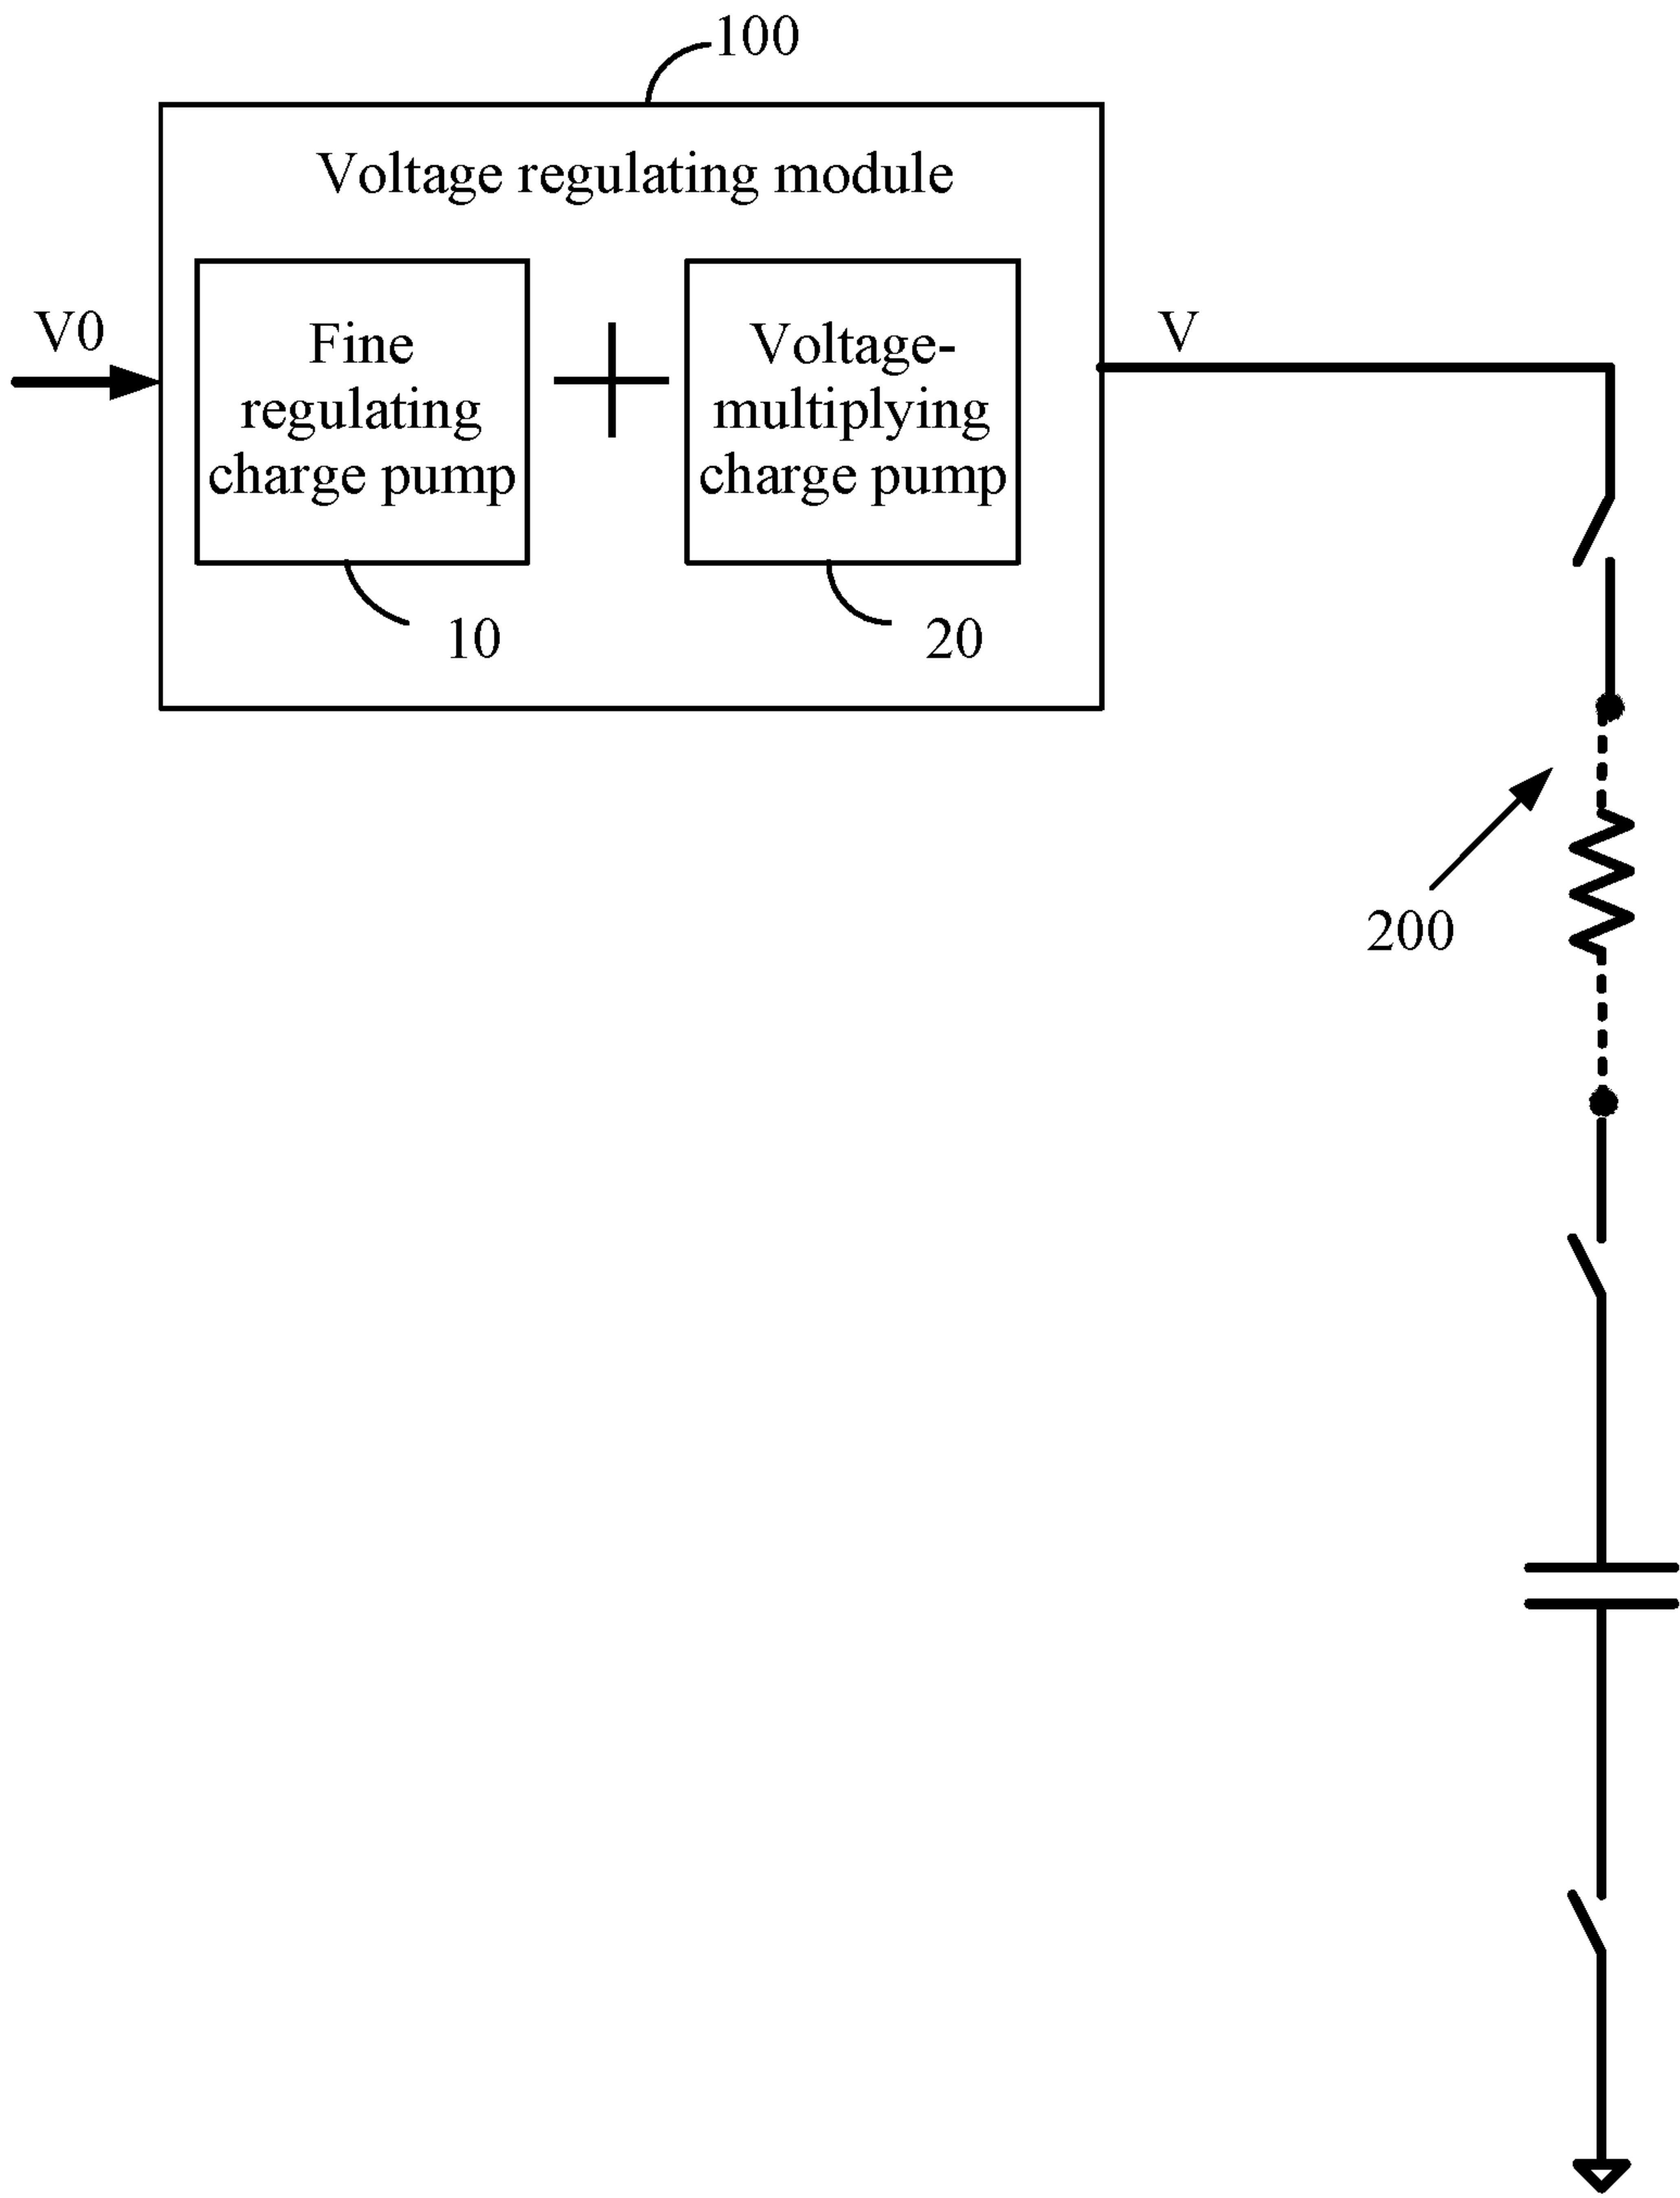 100
Voltage regulating module
V0
Fine
regulating
charge pump
Voltage-
multiplying
charge pump
V
10
20
200